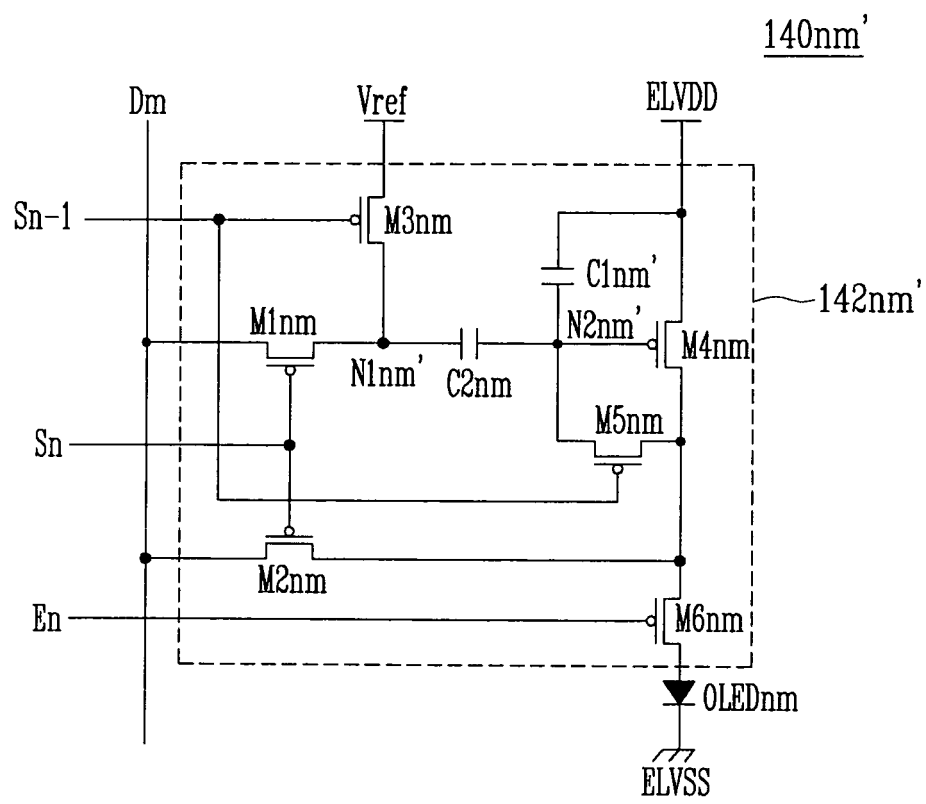 140nm'
Dm
Vref
ELVDD
Sn-1
M3nm
C1nm'
142nm'
M1nm
N2nm'
M4nm
N1nm'
C2nm
M5nm
Sn
M2nm
En
M6nm
OLEDnm
ELVSS